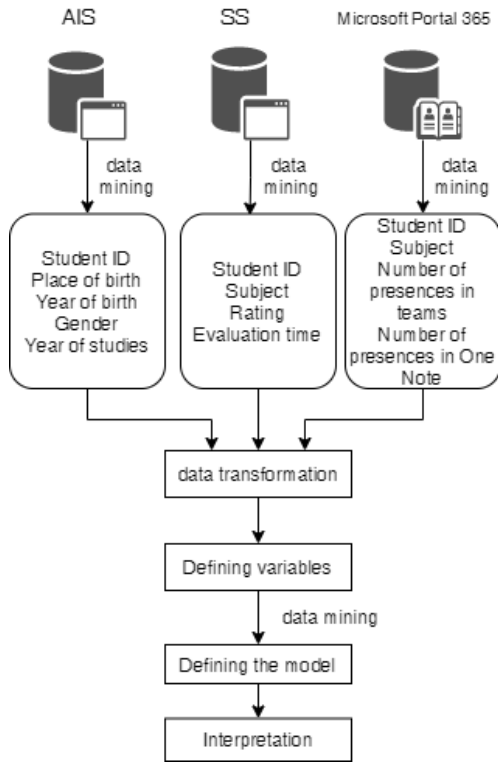 AIS
SS
Microsoft Portal 365
data
mining
data
mining
data
mining
Student ID
Place of birth
Year of birth
Gender
Year of studies
Student ID
Subject
Rating
Evaluation time
Student ID
Subject
Number of
presences in
teams
Number of
presences in One
Note
data transformation
Defining variables
data mining
Defining the model
Interpretation